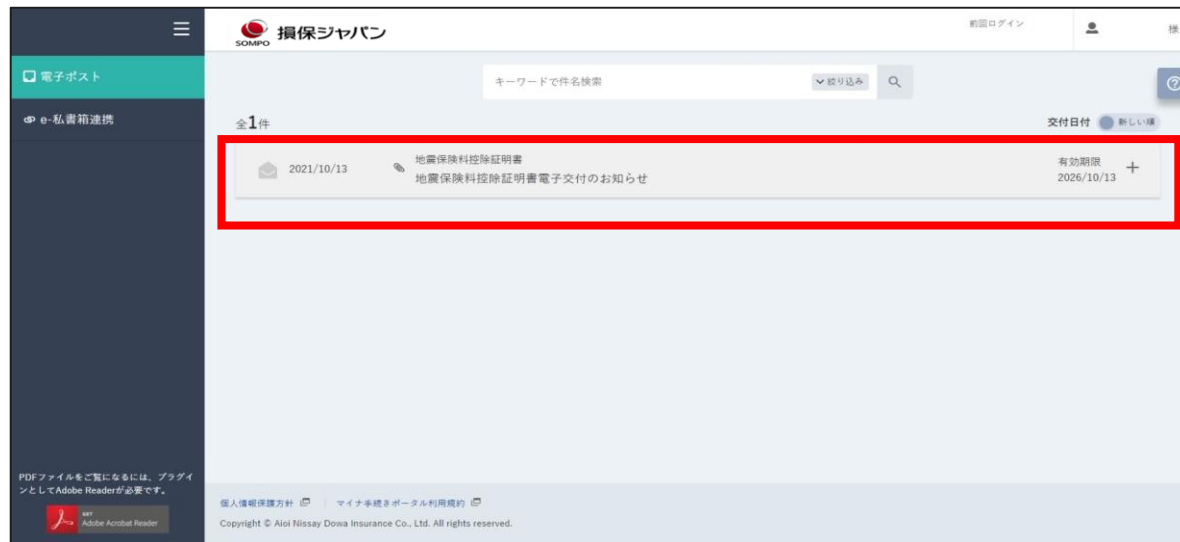 SOMPO 損保ジャパン
前回ログイン
様
電子ポスト
キーワードで件名検索
絞り込み
e-私書箱連携
全1件
交付日付 新しい順
2021/10/13
地震保険料控除証明書
地震保険料控除証明書電子交付のお知らせ
有効期限
2026/10/13
PDFファイルをご覧になるには、プラグイ
ンとしてAdobe Readerが必要です。
GET
Adobe Acrobat Reader
個人情報保護方針 | マイナ手続きポータル利用規約
Copyright © Aioi Nissay Dowa Insurance Co., Ltd. All rights reserved.